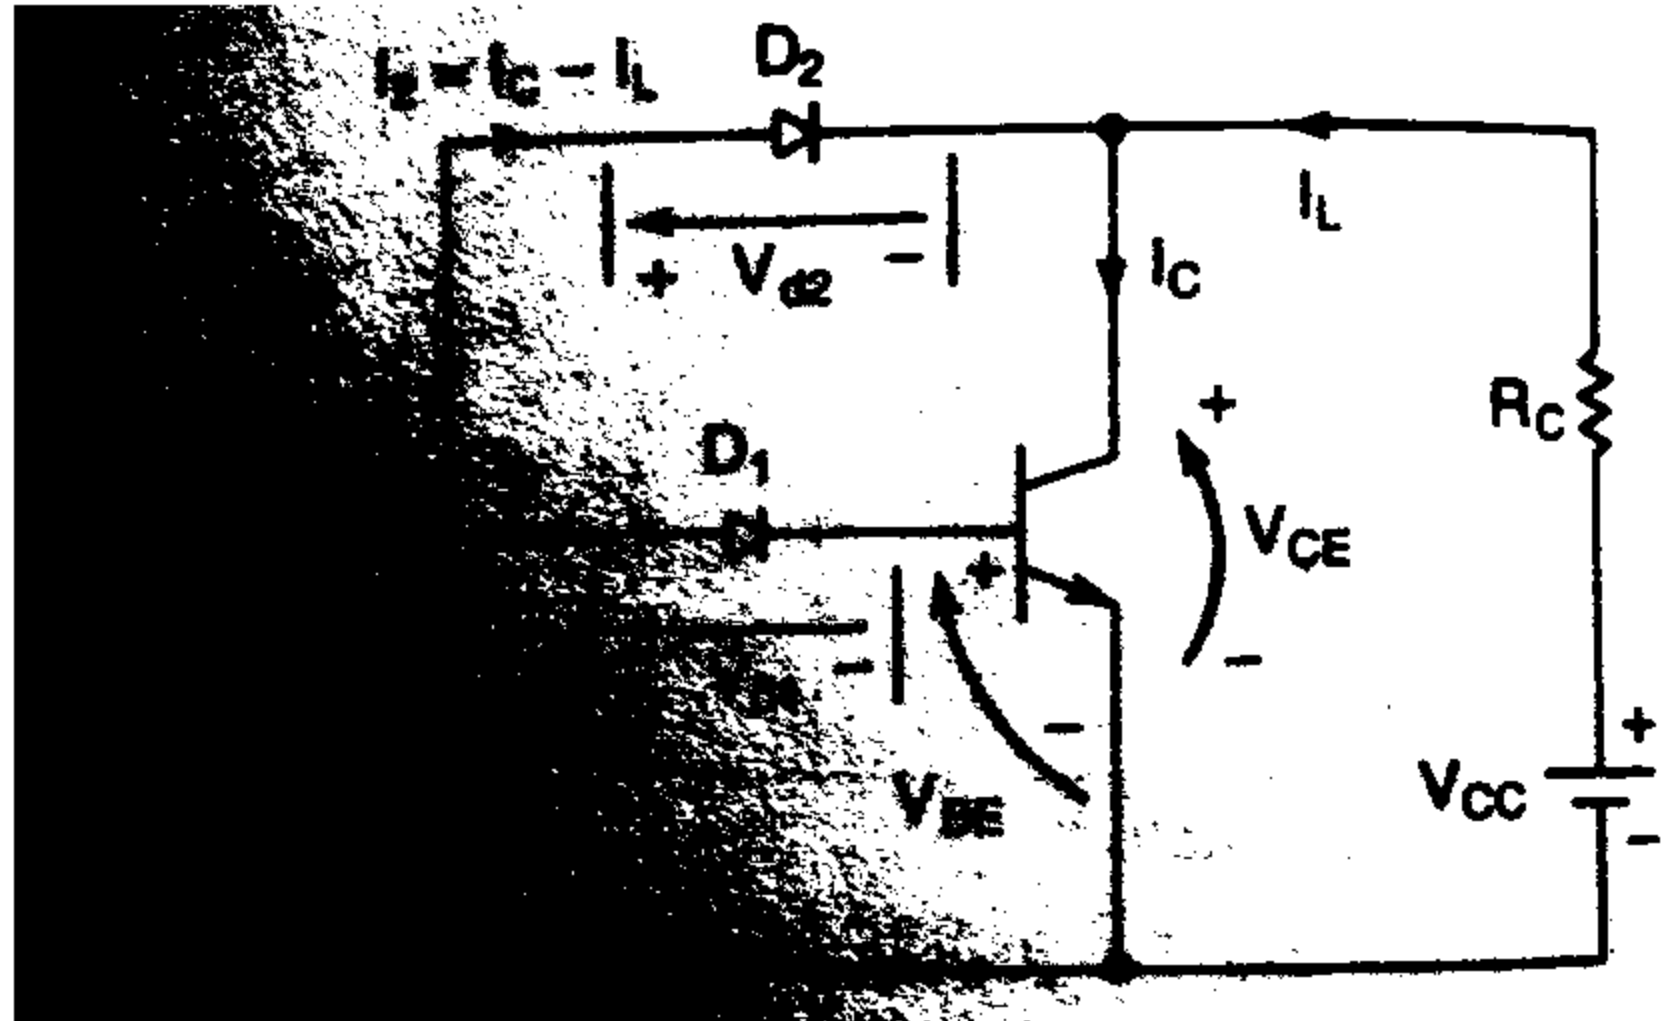 I₂ = I_C − I_L
D₂
I_L
+ V_d2 −
I_C
+
R_C
D₁
V_CE
+
−
−
−
V_BE
+
V_CC
−